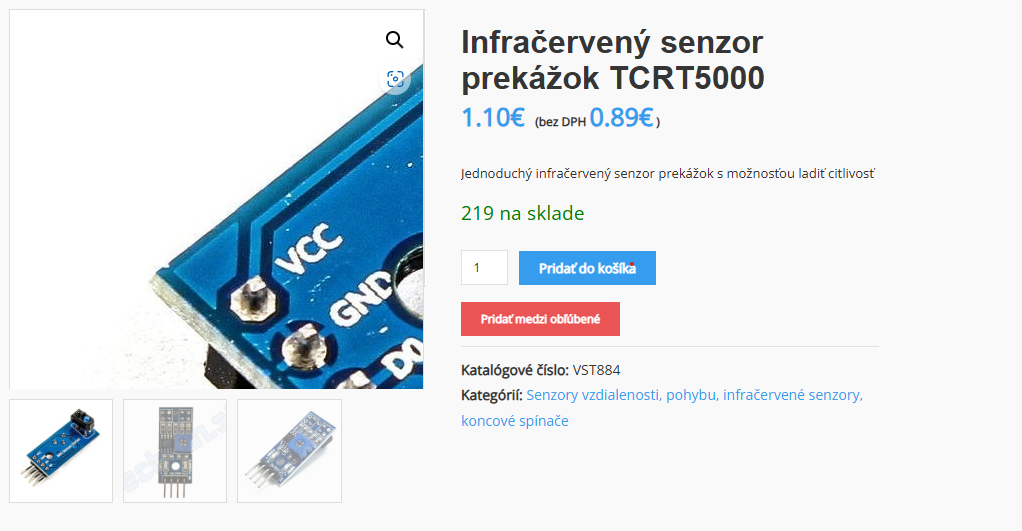 Infračervený senzor
prekážok TCRT5000
1.10€ (bez DPH 0.89€ )
Jednoduchý infračervený senzor prekážok s možnosťou ladiť citlivosť
219 na sklade
1
Pridať do košíka
Pridať medzi obľúbené
Katalógové číslo: VST884
Kategórií: Senzory vzdialenosti, pohybu, infračervené senzory,
koncové spínače
VCC
GND
D0